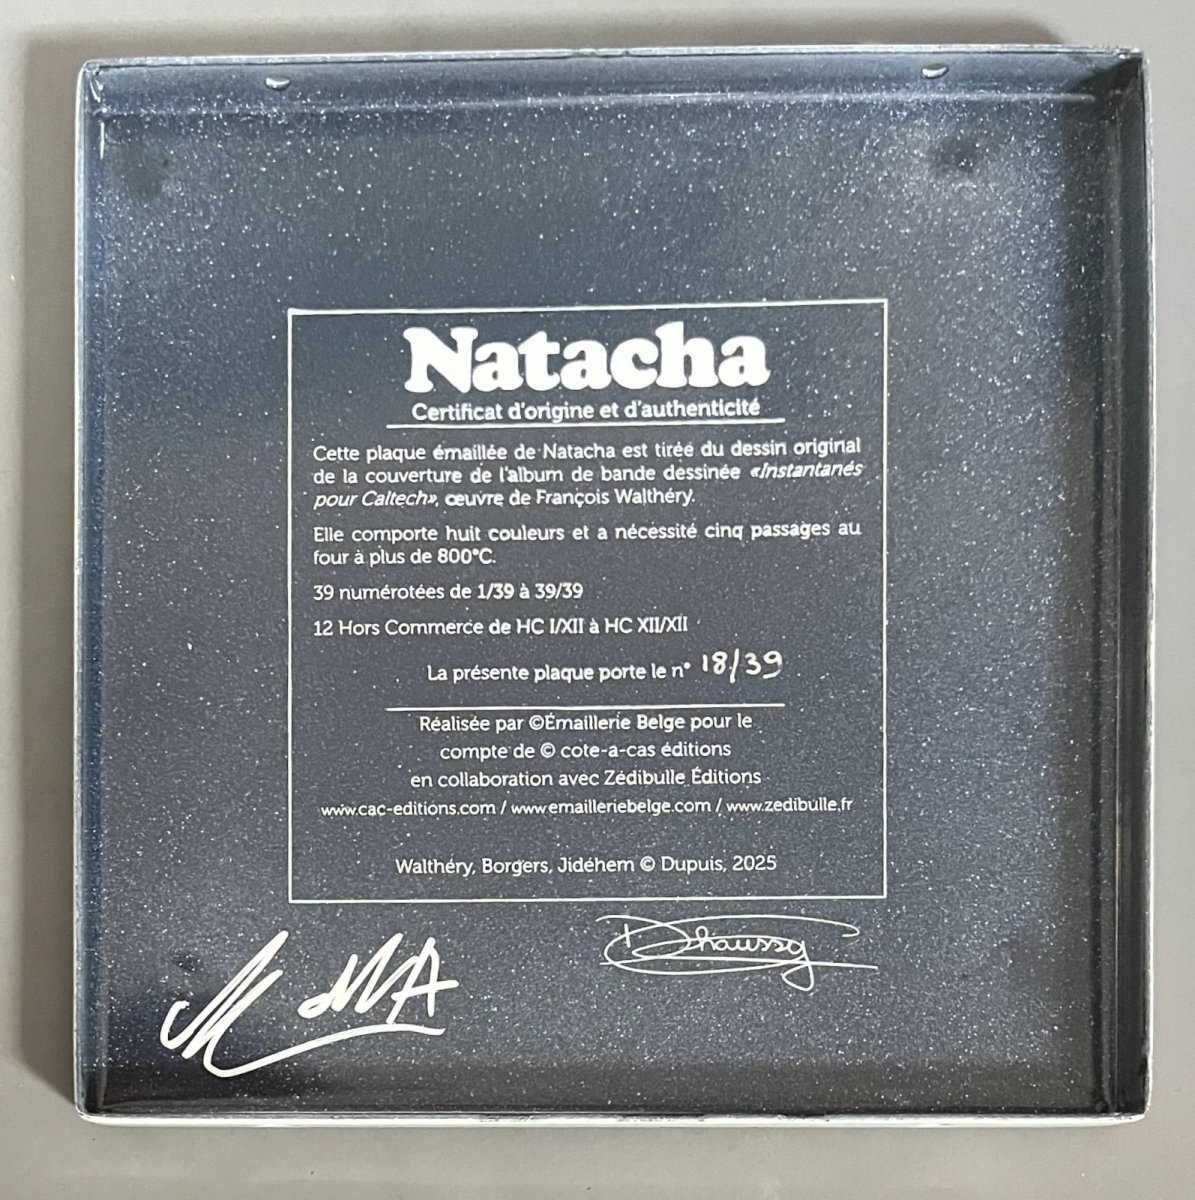 Natacha
Certificat d'origine et d'authenticité
Cette plaque émaillée de Natacha est tirée du dessin original
de la couverture de l'album de bande dessinée «Instantanés
pour Caltech», œuvre de François Walthéry.
Elle comporte huit couleurs et a nécessité cinq passages au
four à plus de 800°C.
39 numérotées de 1/39 à 39/39
12 Hors Commerce de HC I/XII à HC XII/XII
La présente plaque porte le n° 18/39
Réalisée par ©Émaillerie Belge pour le
compte de © cote-a-cas éditions
en collaboration avec Zédibulle Éditions
www.cac-editions.com / www.emailleriebelge.com / www.zedibulle.fr
Walthéry, Borgers, Jidéhem © Dupuis, 2025